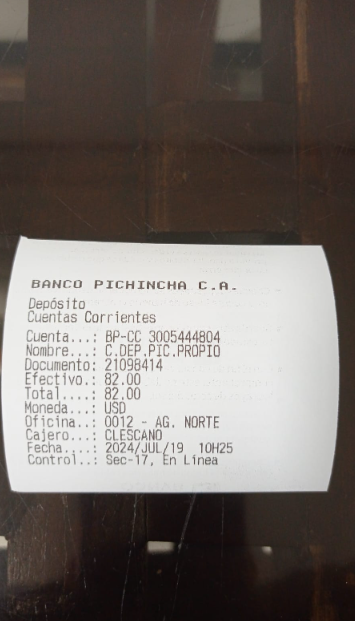 BANCO PICHINCHA C.A.
Depósito
Cuentas Corrientes
Cuenta...: BP-CC 3005444804
Nombre...: C.DEP.PIC.PROPIO
Documento: 21098414
Efectivo.: 82.00
Total....: 82.00
Moneda...: USD
Oficina..: 0012 - AG. NORTE
Cajero...: CLESCANO
Fecha....: 2024/JUL/19 10H25
Control..: Sec-17, En Línea